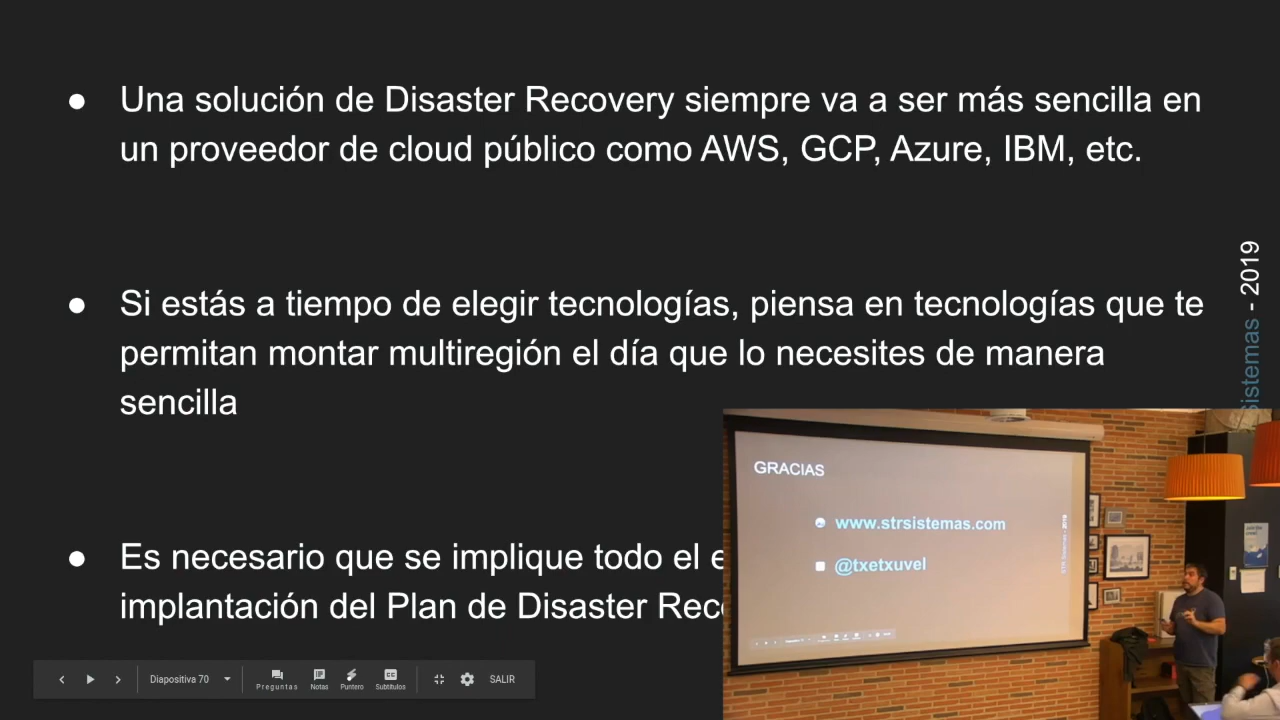 ● Una solución de Disaster Recovery siempre va a ser más sencilla en
un proveedor de cloud público como AWS, GCP, Azure, IBM, etc.
● Si estás a tiempo de elegir tecnologías, piensa en tecnologías que te
permitan montar multiregión el día que lo necesites de manera
sencilla
● Es necesario que se implique todo el
implantación del Plan de Disaster
Sistemas - 2019
GRACIAS
www.strsistemas.com
@txetxuvel
Diapositiva 70
Preguntas
Notas
Puntero
Subtítulos
SALIR